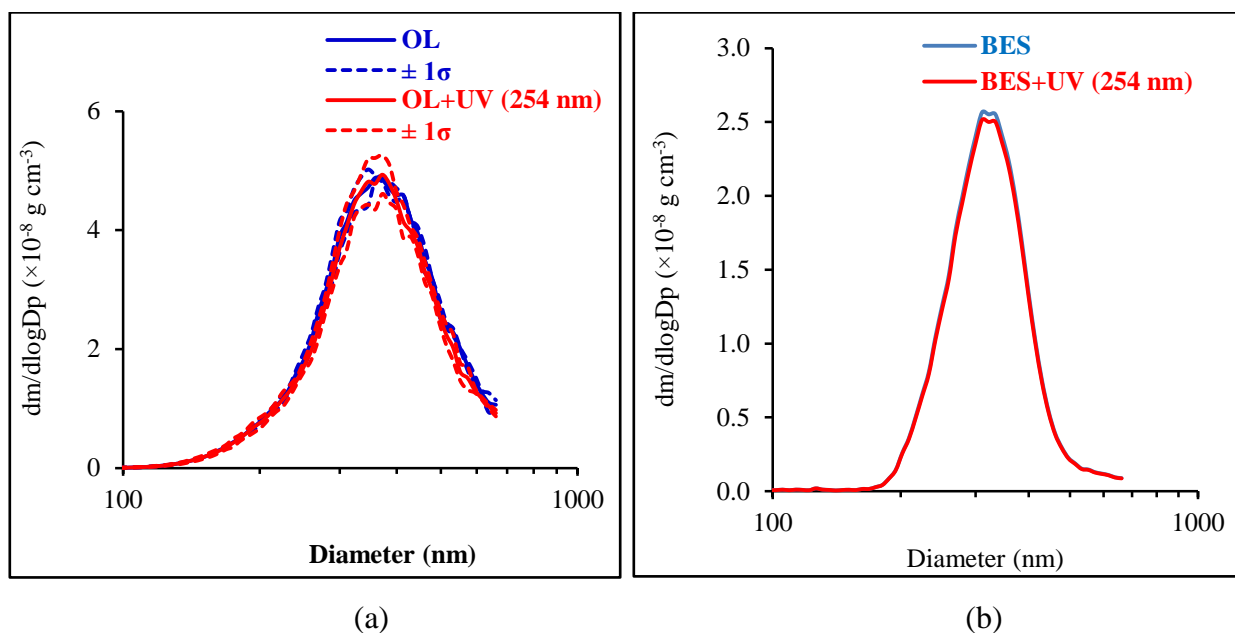 OL
± 1σ
OL+UV (254 nm)
± 1σ
6
4
2
0
dm/dlogDp (×10⁻⁸ g cm⁻³)
100
1000
Diameter (nm)
(a)
BES
BES+UV (254 nm)
3.0
2.5
2.0
1.5
1.0
0.5
0.0
dm/dlogDp (×10⁻⁸ g cm⁻³)
100
1000
Diameter (nm)
(b)